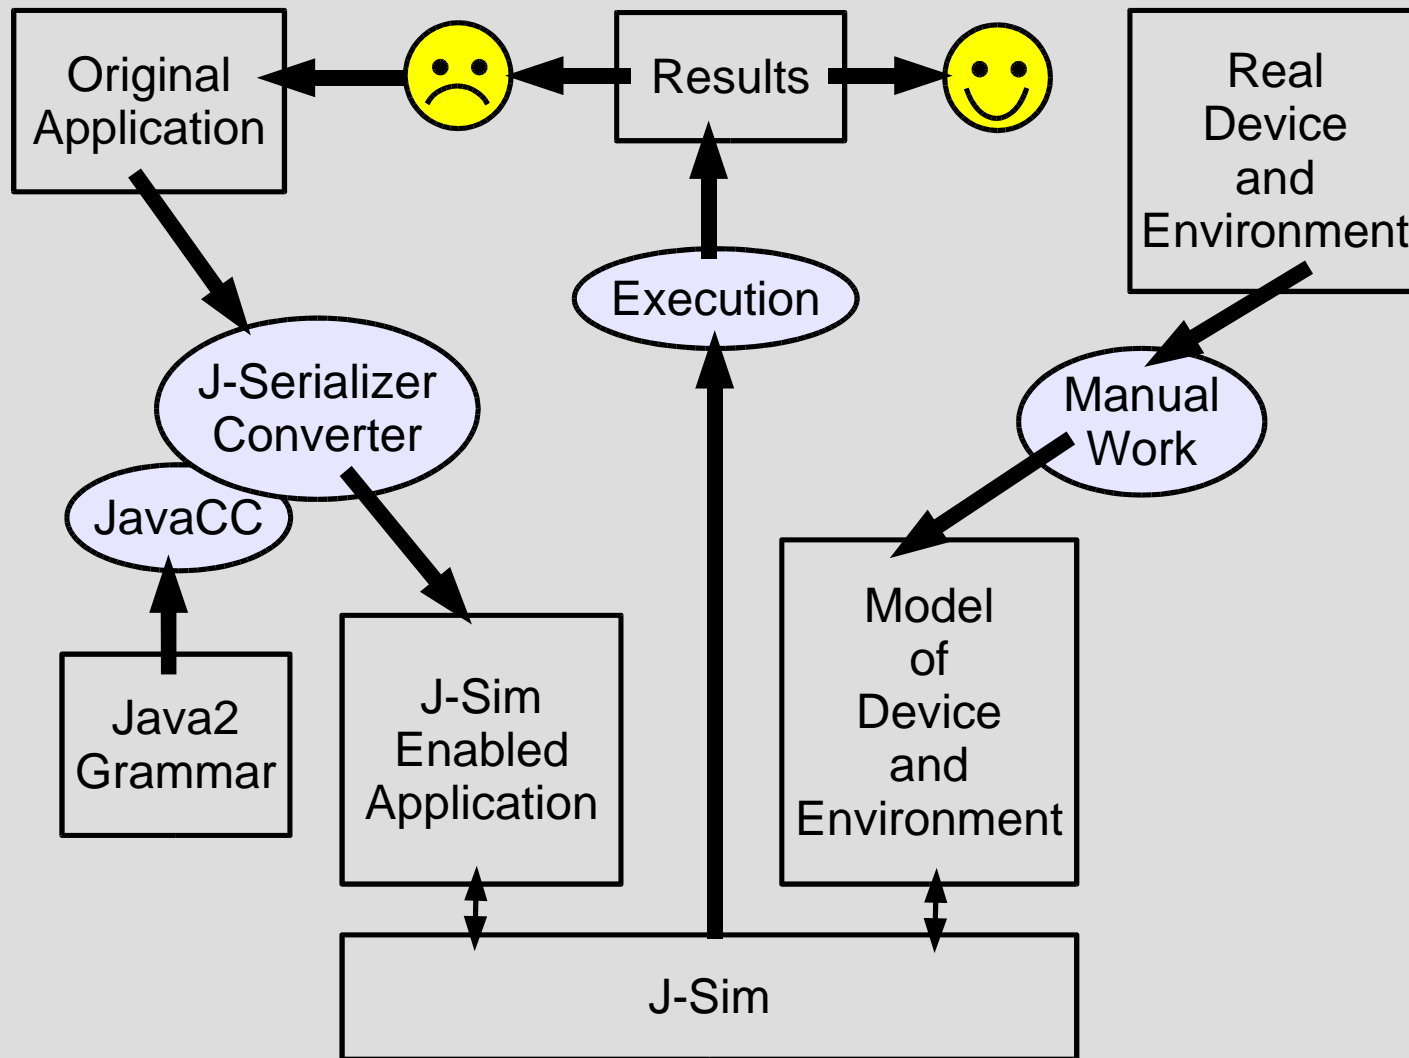 Original
Application
Results
Real
Device
and
Environment
Execution
J-Serializer
Converter
Manual
Work
JavaCC
Java2
Grammar
J-Sim
Enabled
Application
Model
of
Device
and
Environment
J-Sim